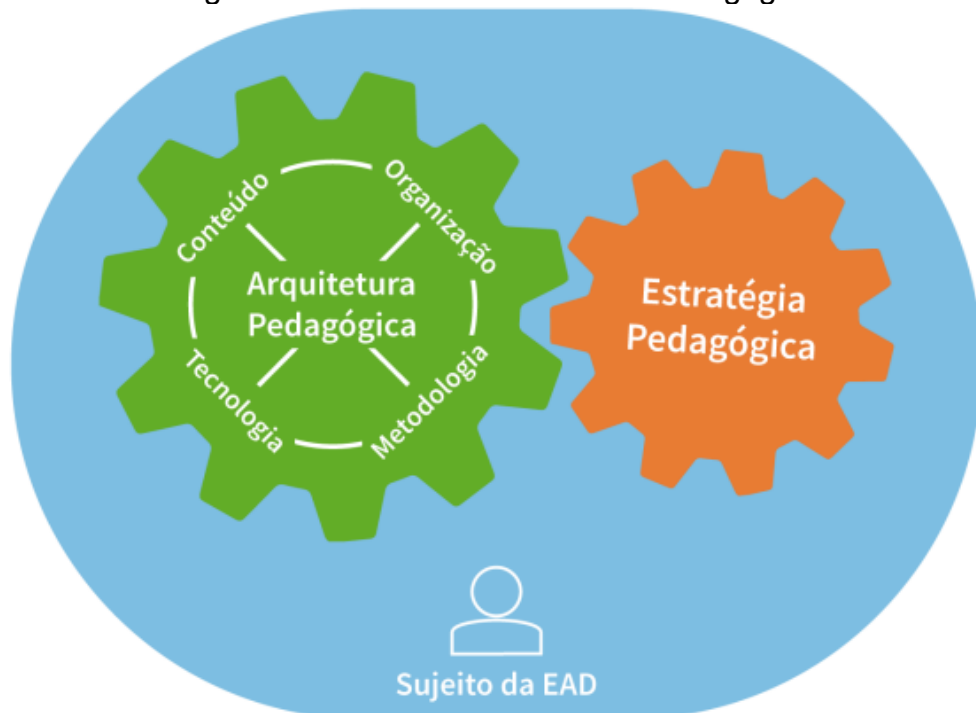 Conteúdo
Organização
Arquitetura
Pedagógica
Tecnologia
Metodologia
Estratégia
Pedagógica
Sujeito da EAD